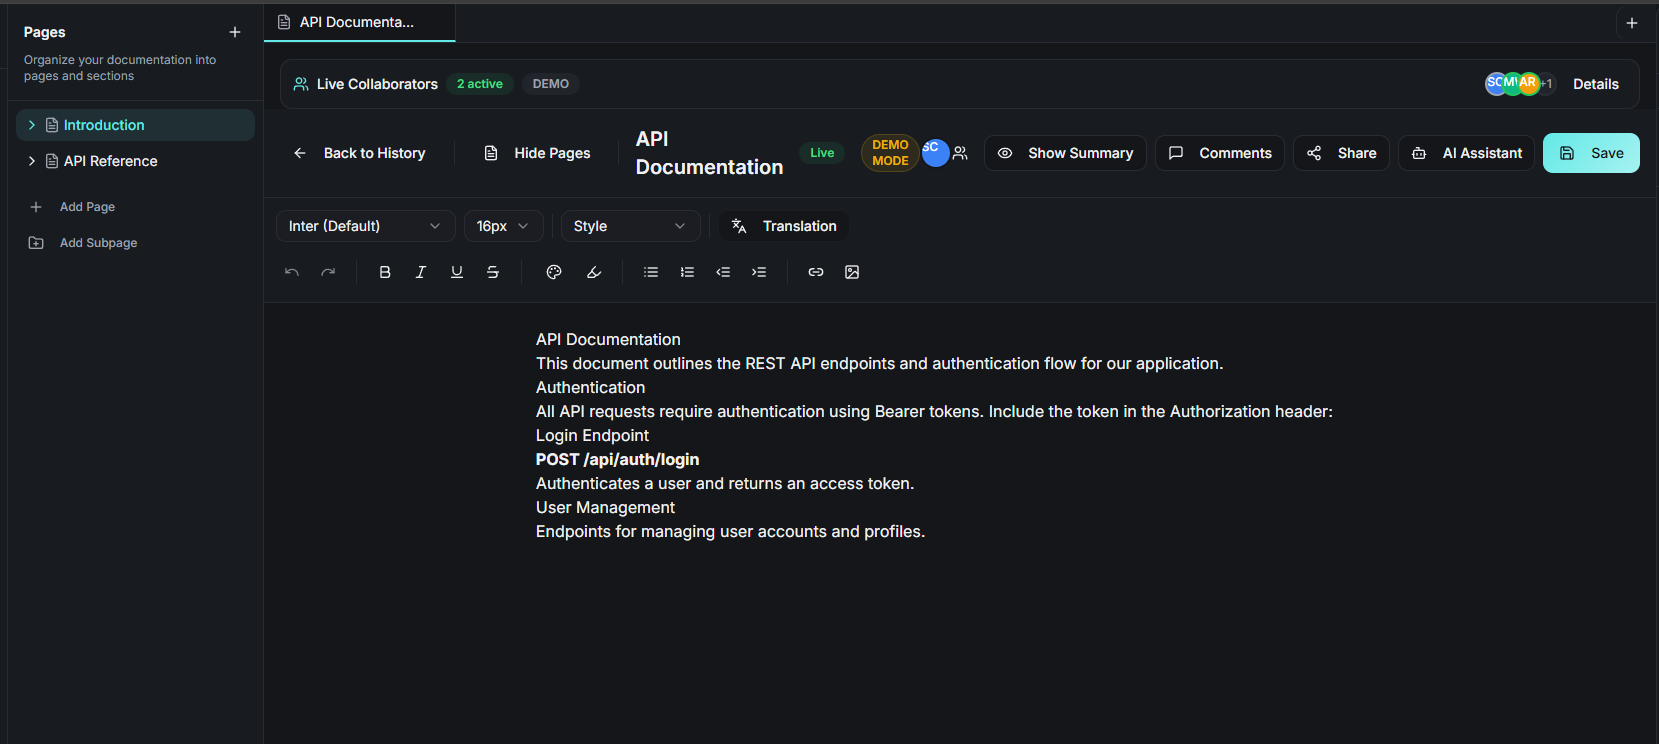 Pages
Organize your documentation into
pages and sections
Introduction
API Reference
Add Page
Add Subpage
API Documenta...
Live Collaborators 2 active DEMO
SC AR +1 Details
Back to History
Hide Pages
API
Documentation
Live
DEMO
MODE
SC
Show Summary
Comments
Share
AI Assistant
Save
Inter (Default)
16px
Style
Translation
API Documentation
This document outlines the REST API endpoints and authentication flow for our application.
Authentication
All API requests require authentication using Bearer tokens. Include the token in the Authorization header:
Login Endpoint
POST /api/auth/login
Authenticates a user and returns an access token.
User Management
Endpoints for managing user accounts and profiles.